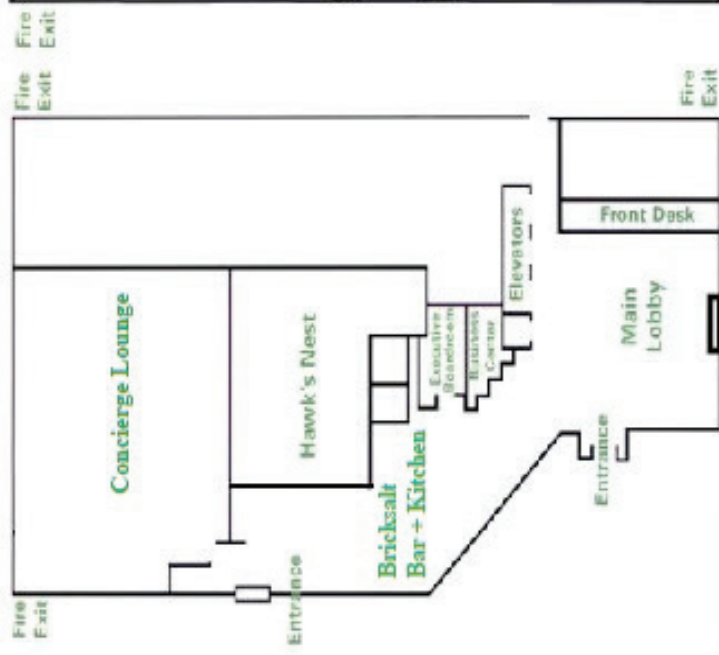 Fire
Exit
Fire
Exit
Fire
Exit
Concierge Lounge
Hawk's Nest
Elevators
Front Desk
Executive
Boardroom
Business
Center
Main
Lobby
Bricksalt
Bar + Kitchen
Entrance
Entrance
Fire
Exit